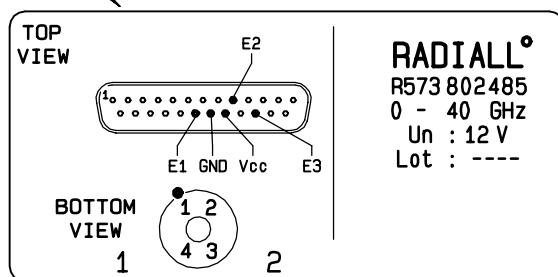 TOP
VIEW
E2
1
E1 GND Vcc E3
BOTTOM
VIEW
1 2
4 3
1 2
RADIALL°
R573 802485
0 - 40 GHz
Un : 12 V
Lot : ----